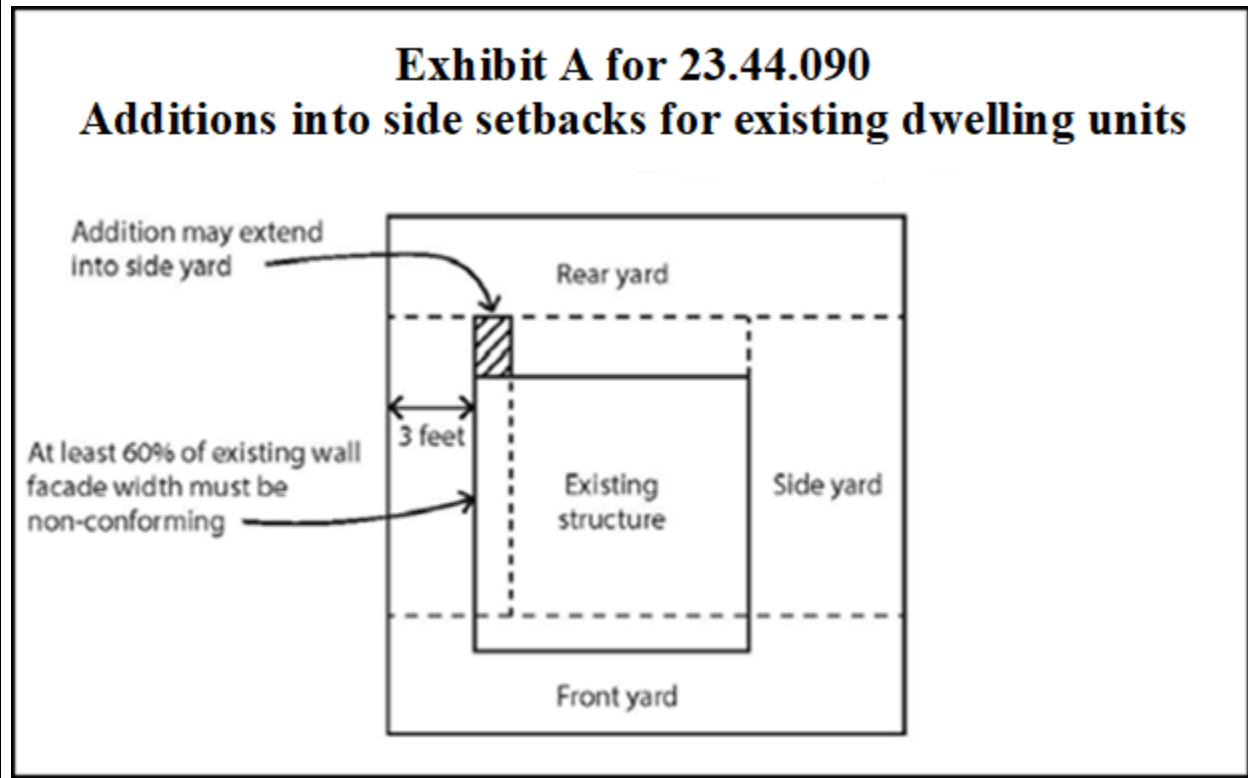 Exhibit A for 23.44.090
Additions into side setbacks for existing dwelling units
Addition may extend
into side yard
Rear yard
3 feet
At least 60% of existing wall
facade width must be
non-conforming
Existing
structure
Side yard
Front yard